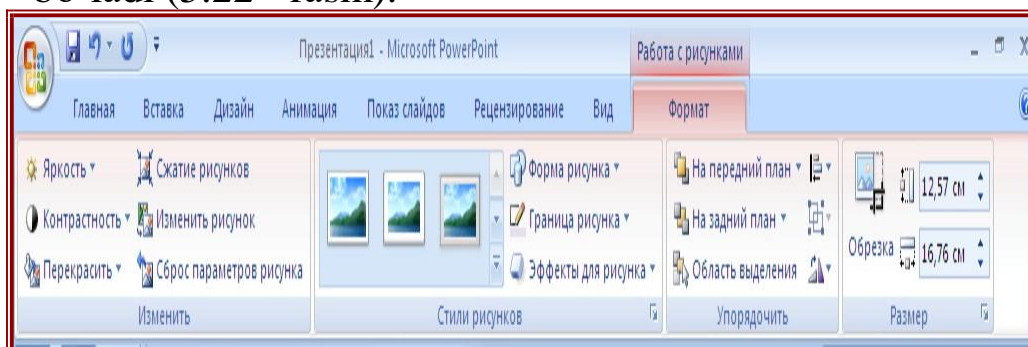 Презентация1 - Microsoft PowerPoint
Работа с рисунками
Главная Вставка Дизайн Анимация Показ слайдов Рецензирование Вид Формат
Яркость Сжатие рисунков Форма рисунка На передний план 12,57 см
Контрастность Изменить рисунок Граница рисунка На задний план Обрезка 16,76 см
Перекрасить Сброс параметров рисунка Эффекты для рисунка Область выделения
Изменить Стили рисунков Упорядочить Размер